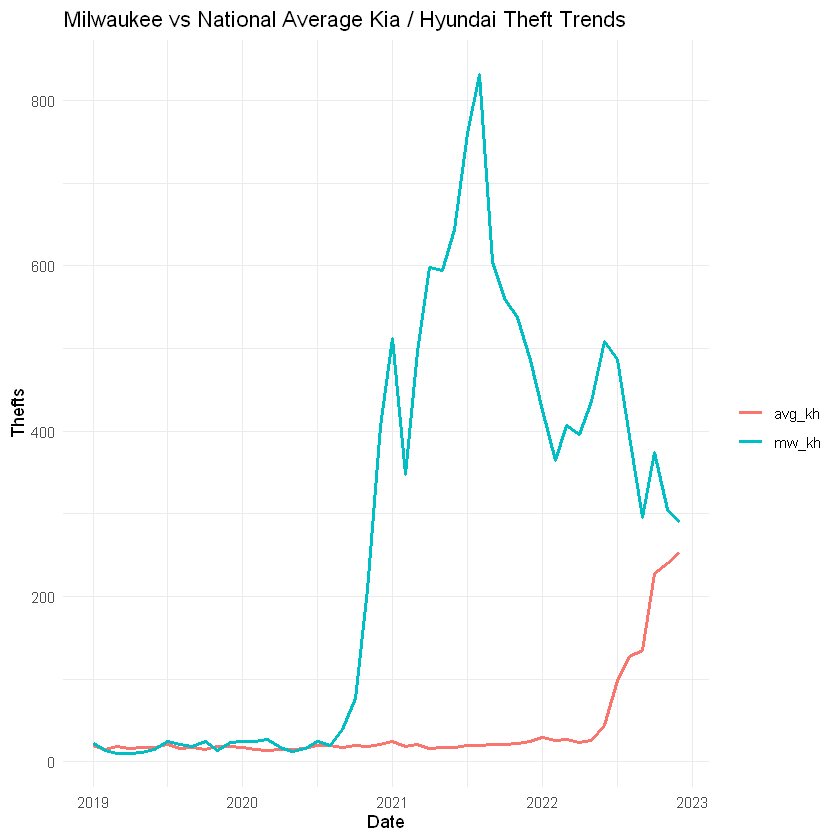 Milwaukee vs National Average Kia / Hyundai Theft Trends
800
600
400
200
0
Thefts
2019 2020 2021 2022 2023
Date
avg_kh
mw_kh